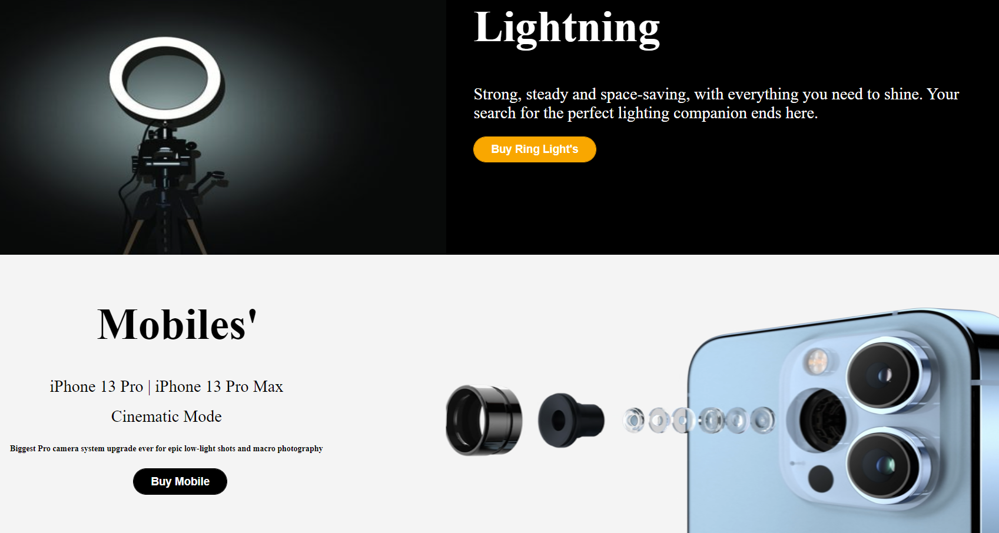 Lightning
Strong, steady and space-saving, with everything you need to shine. Your
search for the perfect lighting companion ends here.
Buy Ring Light's
Mobiles'
iPhone 13 Pro | iPhone 13 Pro Max
Cinematic Mode
Biggest Pro camera system upgrade ever for epic low-light shots and macro photography
Buy Mobile